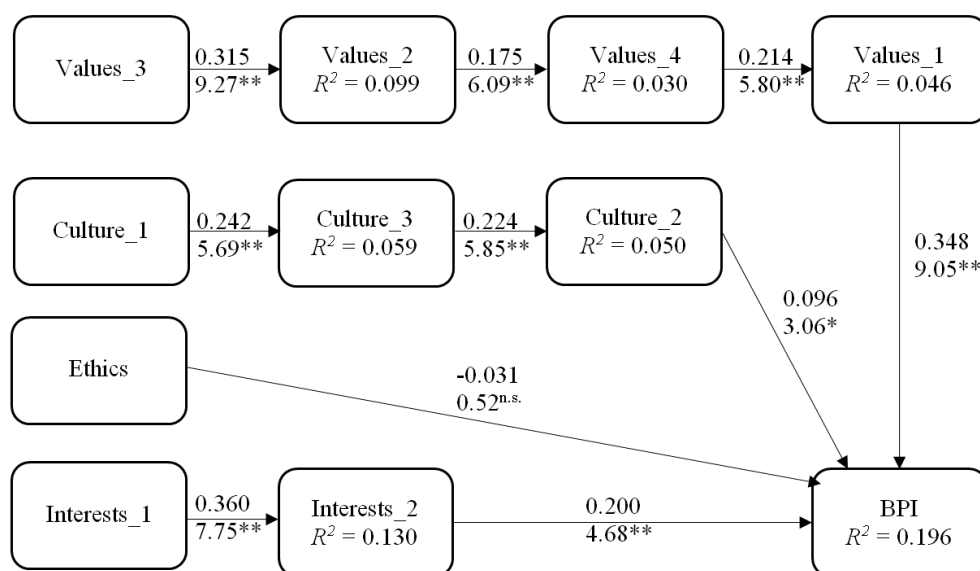 Values_3
0.315
9.27**
Values_2
R² = 0.099
0.175
6.09**
Values_4
R² = 0.030
0.214
5.80**
Values_1
R² = 0.046
Culture_1
0.242
5.69**
Culture_3
R² = 0.059
0.224
5.85**
Culture_2
R² = 0.050
0.348
9.05**
0.096
3.06*
Ethics
-0.031
0.52ⁿ·ˢ·
Interests_1
0.360
7.75**
Interests_2
R² = 0.130
0.200
4.68**
BPI
R² = 0.196